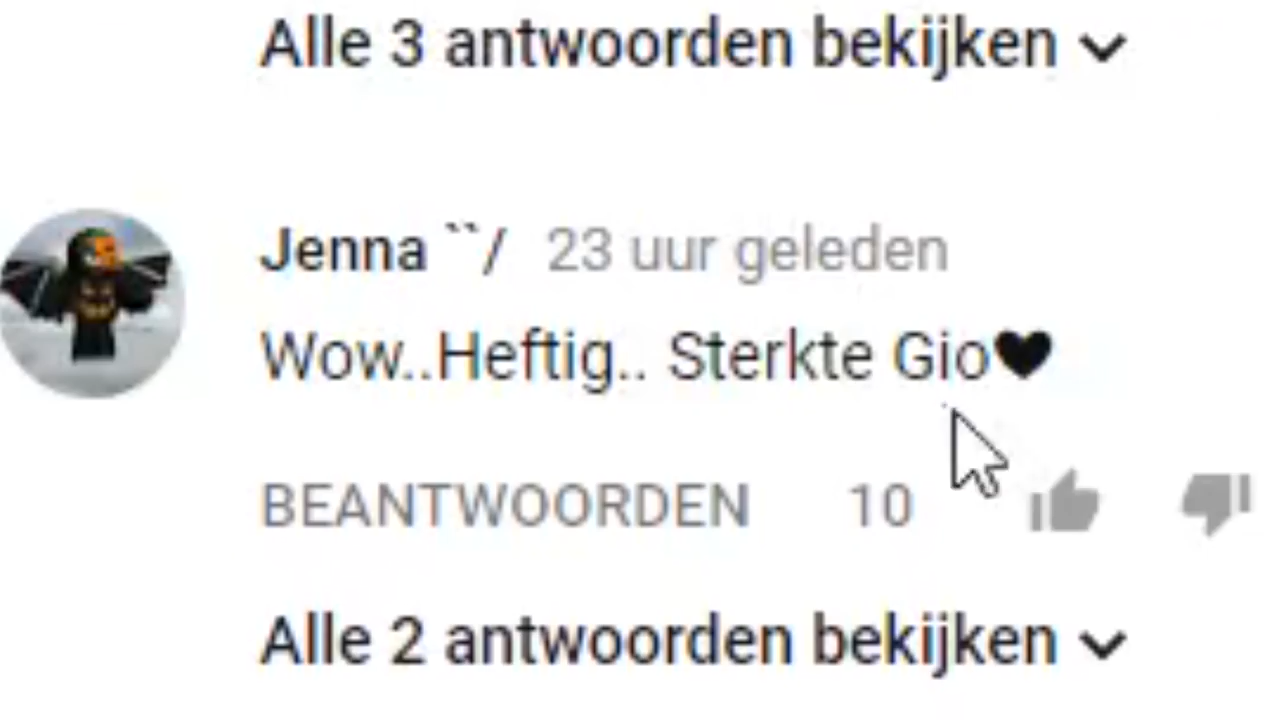 Alle 3 antwoorden bekijken
Jenna ``/ 23 uur geleden
Wow..Heftig.. Sterkte Gio🖤
BEANTWOORDEN 10
Alle 2 antwoorden bekijken